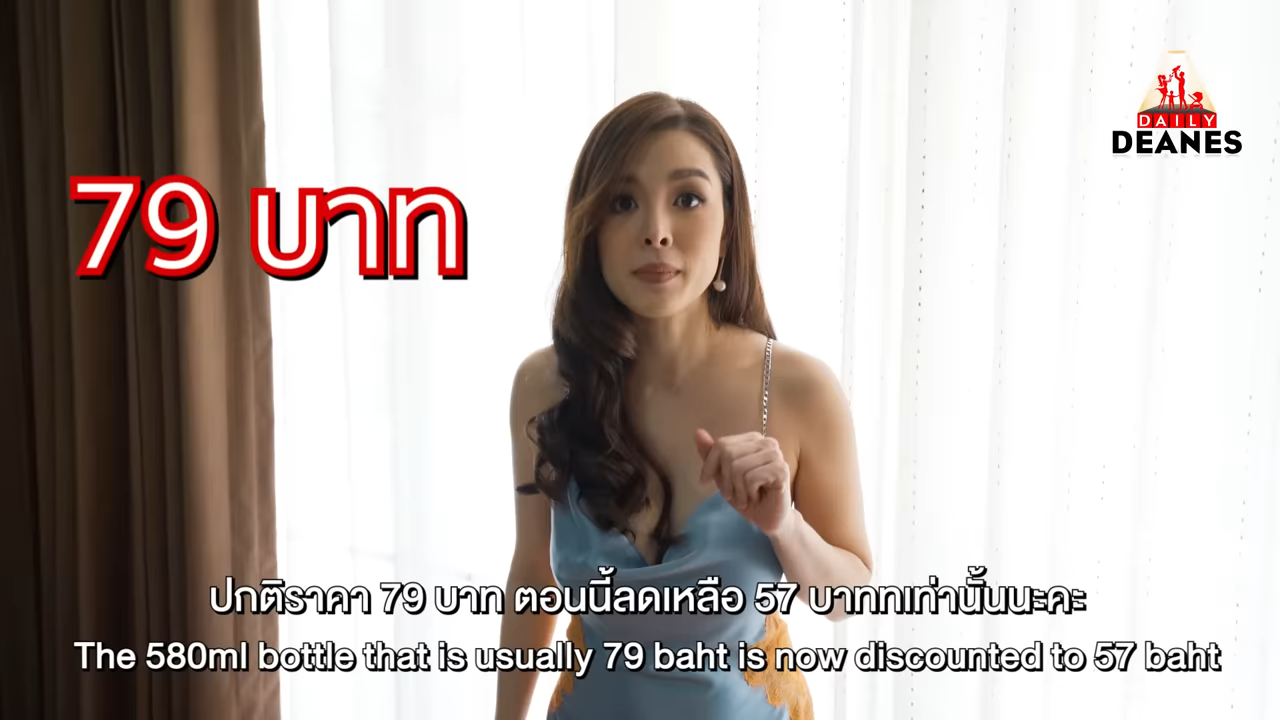 DAILY
DEANES
79 บาท
ปกติราคา 79 บาท ตอนนี้ลดเหลือ 57 บาททเท่านั้นนะคะ
The 580ml bottle that is usually 79 baht is now discounted to 57 baht